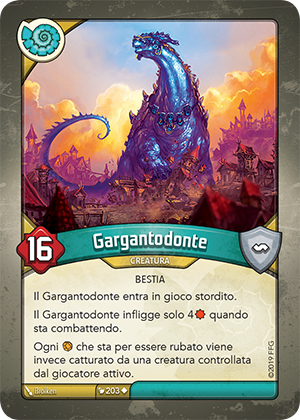 Gargantodonte
16
CREATURA
BESTIA
Il Gargantodonte entra in gioco stordito.
Il Gargantodonte infligge solo 4 quando
sta combattendo.
Ogni che sta per essere rubato viene
invece catturato da una creatura controllata
dal giocatore attivo.
©2019 FFG
Broiken
203